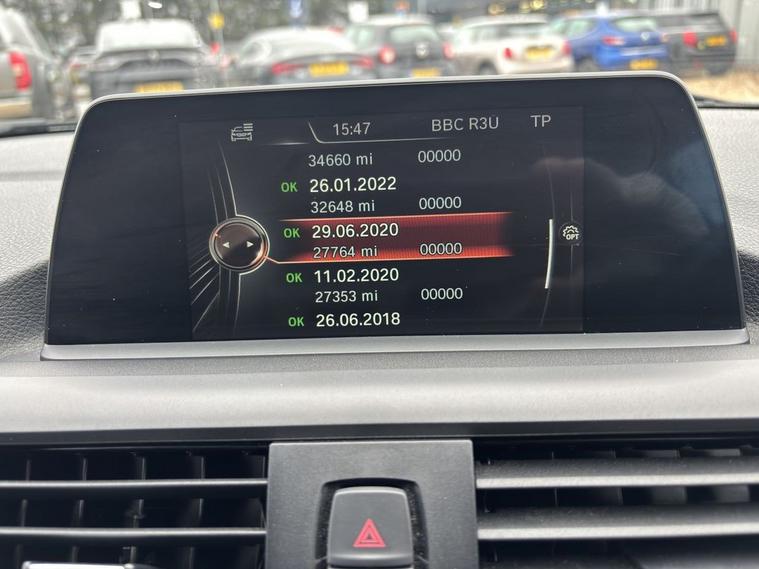 15:47 BBC R3U TP
34660 mi 00000
OK 26.01.2022
32648 mi 00000
OK 29.06.2020
27764 mi 00000
OPT
OK 11.02.2020
27353 mi 00000
OK 26.06.2018